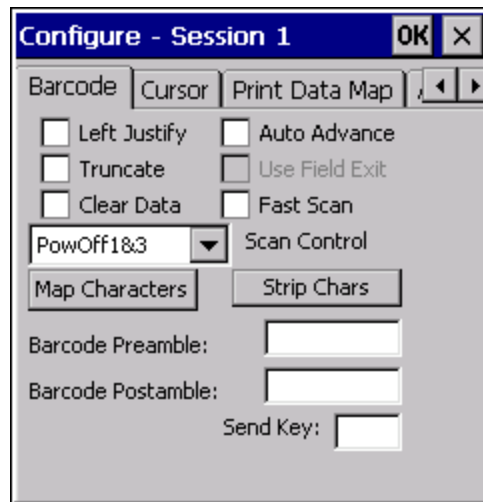 Configure - Session 1 OK
Barcode Cursor Print Data Map
Left Justify Auto Advance
Truncate Use Field Exit
Clear Data Fast Scan
PowOff1&3 Scan Control
Map Characters Strip Chars
Barcode Preamble:
Barcode Postamble:
Send Key: